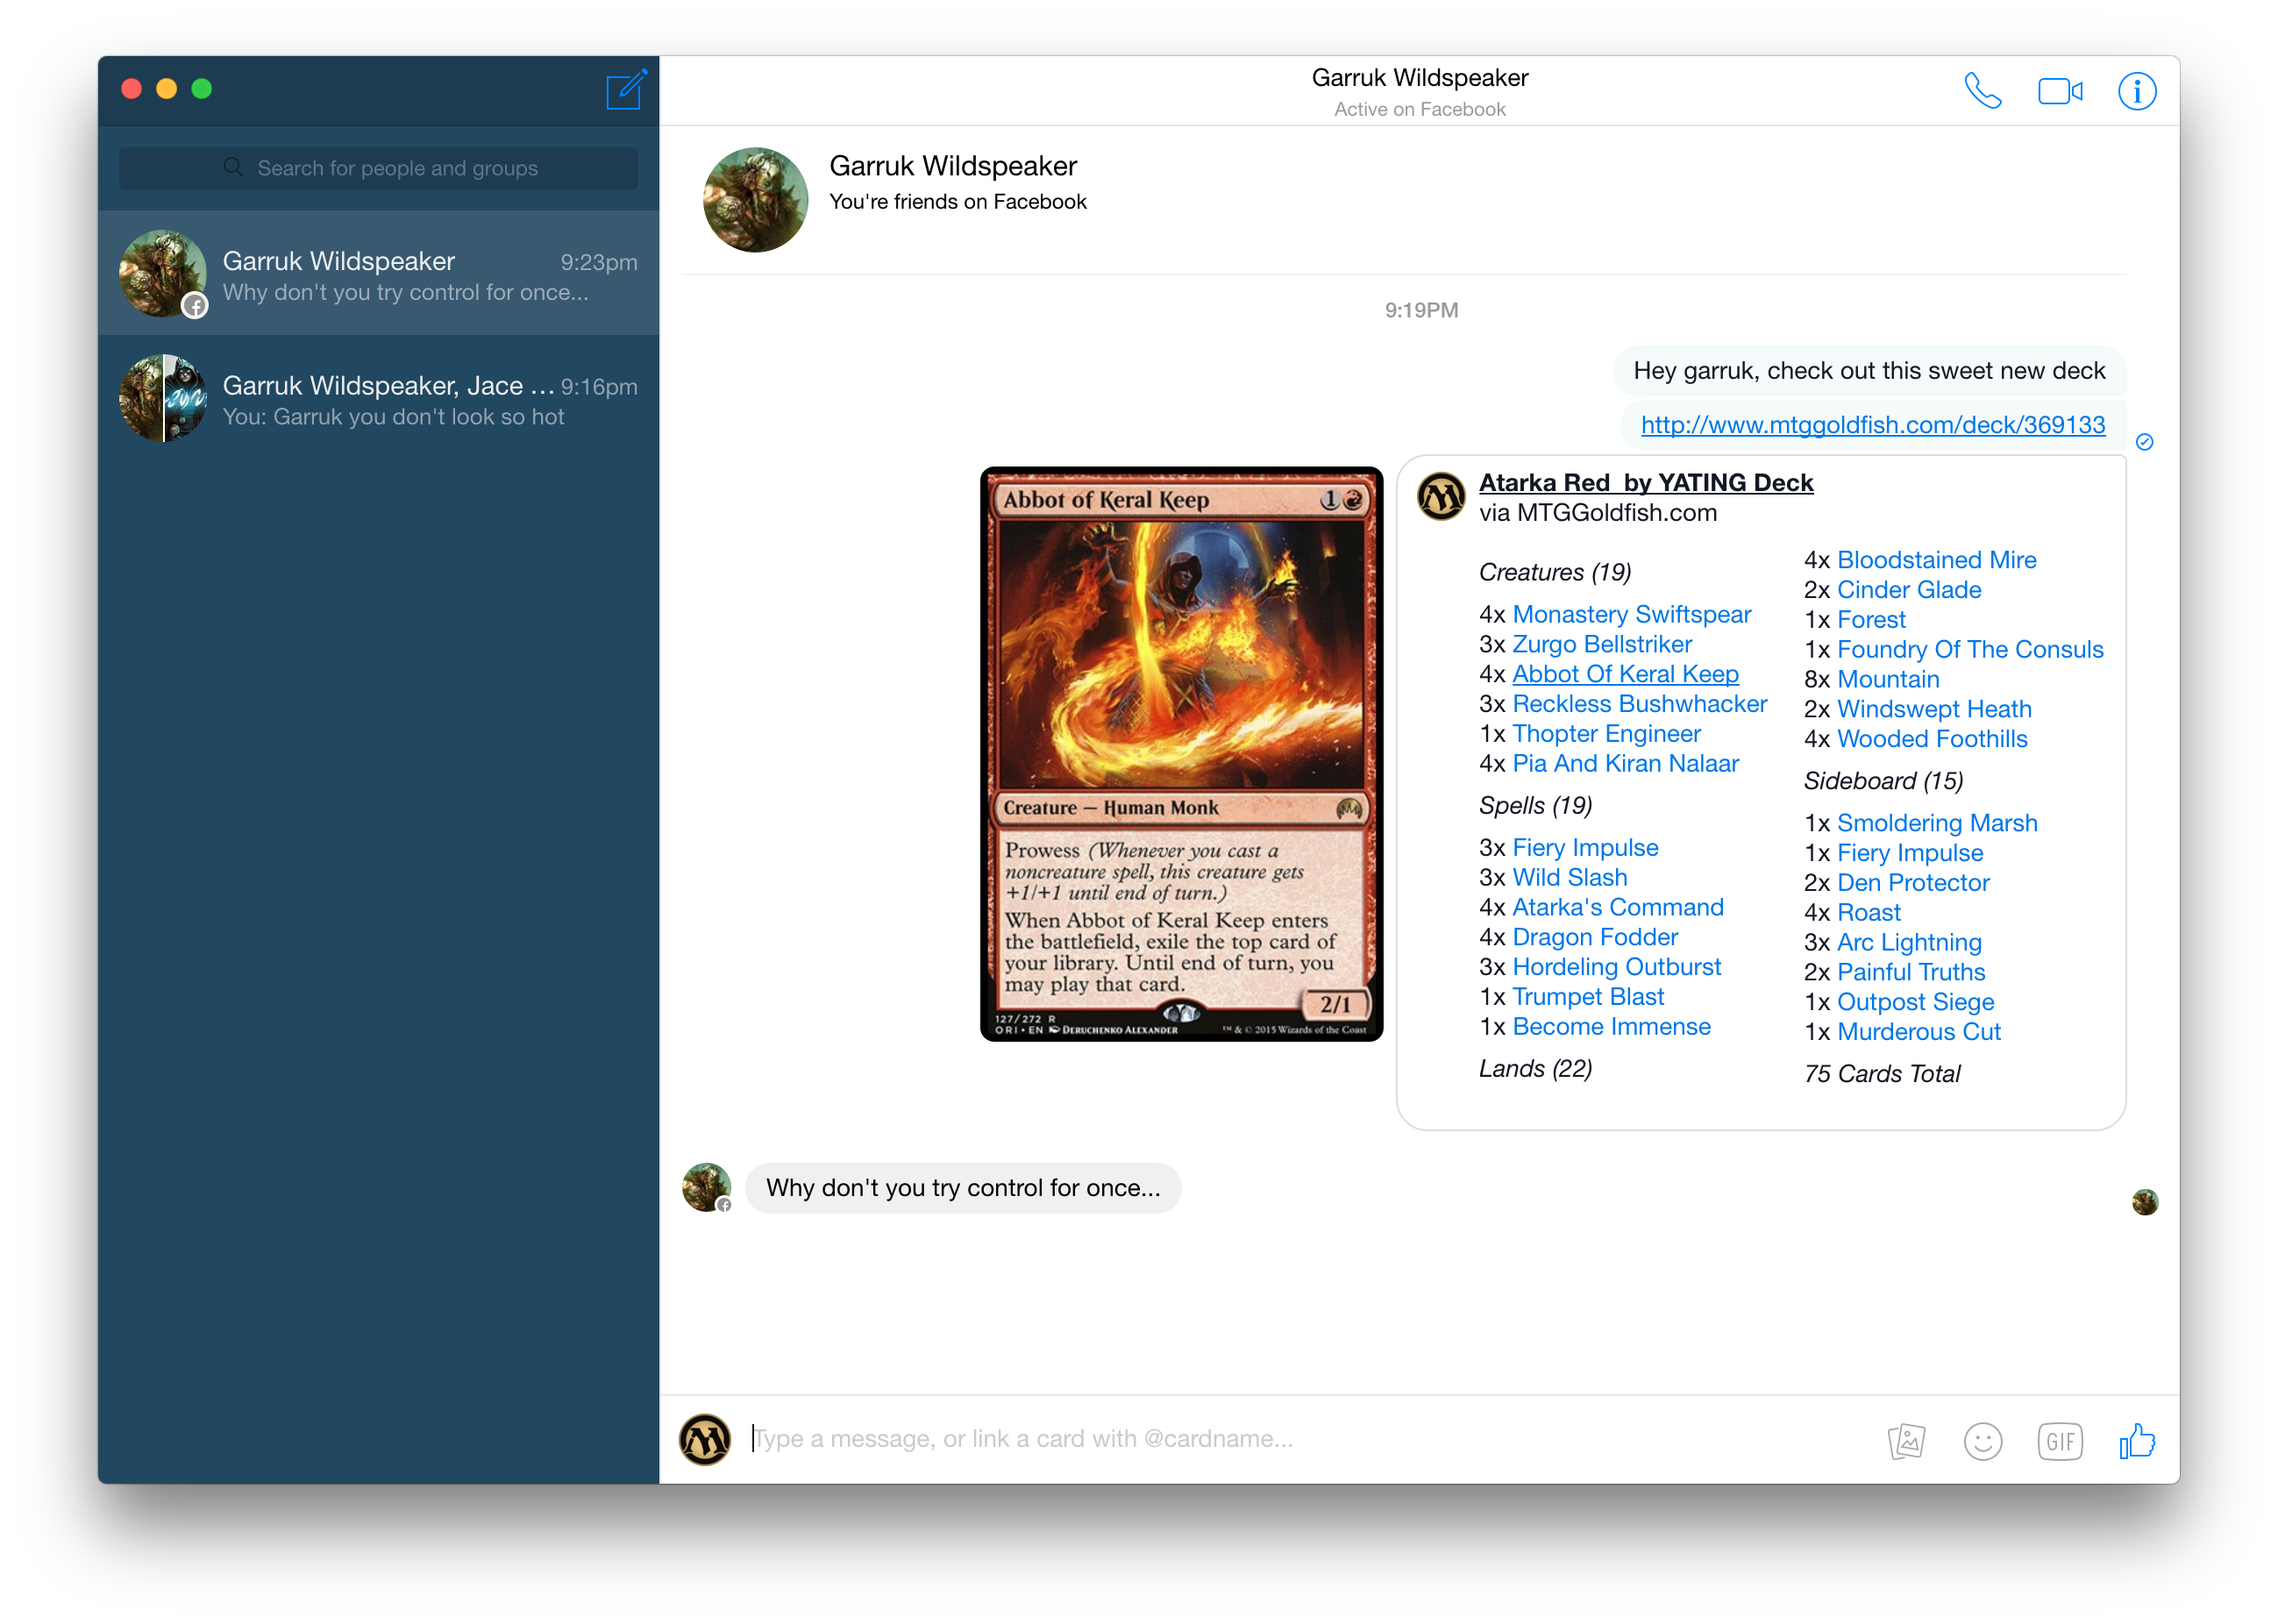 Search for people and groups
Garruk Wildspeaker 9:23pm
Why don't you try control for once...
Garruk Wildspeaker, Jace ... 9:16pm
You: Garruk you don't look so hot
Garruk Wildspeaker
Active on Facebook
Garruk Wildspeaker
You're friends on Facebook
9:19PM
Hey garruk, check out this sweet new deck
http://www.mtggoldfish.com/deck/369133
Abbot of Keral Keep 1
Creature — Human Monk
Prowess (Whenever you cast a
noncreature spell, this creature gets
+1/+1 until end of turn.)
When Abbot of Keral Keep enters
the battlefield, exile the top card of
your library. Until end of turn, you
may play that card.
2/1
127/272 R
ORI • EN Deruchenko Alexander ™ & © 2015 Wizards of the Coast
Atarka Red by YATING Deck
via MTGGoldfish.com
Creatures (19)
4x Monastery Swiftspear
3x Zurgo Bellstriker
4x Abbot Of Keral Keep
3x Reckless Bushwhacker
1x Thopter Engineer
4x Pia And Kiran Nalaar
Spells (19)
3x Fiery Impulse
3x Wild Slash
4x Atarka's Command
4x Dragon Fodder
3x Hordeling Outburst
1x Trumpet Blast
1x Become Immense
Lands (22)
4x Bloodstained Mire
2x Cinder Glade
1x Forest
1x Foundry Of The Consuls
8x Mountain
2x Windswept Heath
4x Wooded Foothills
Sideboard (15)
1x Smoldering Marsh
1x Fiery Impulse
2x Den Protector
4x Roast
3x Arc Lightning
2x Painful Truths
1x Outpost Siege
1x Murderous Cut
75 Cards Total
Why don't you try control for once...
Type a message, or link a card with @cardname...
GIF